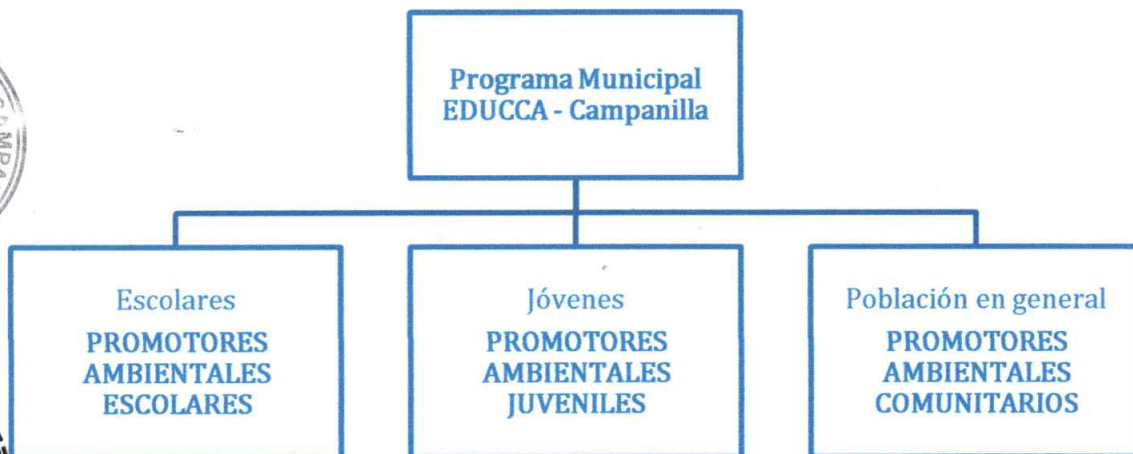 Programa Municipal
EDUCCA - Campanilla
Escolares
PROMOTORES
AMBIENTALES
ESCOLARES
Jóvenes
PROMOTORES
AMBIENTALES
JUVENILES
Población en general
PROMOTORES
AMBIENTALES
COMUNITARIOS